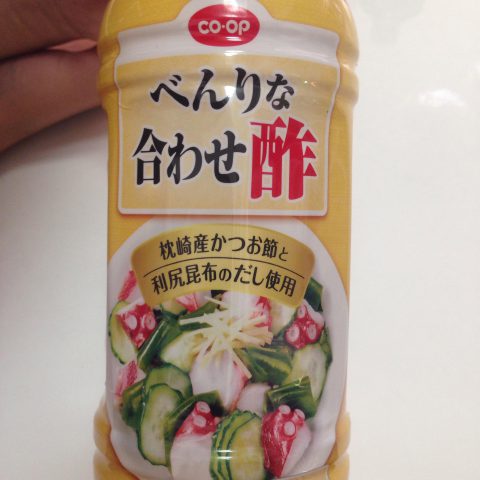 CO·OP
べんりな
合わせ酢
枕崎産かつお節と
利尻昆布のだし使用